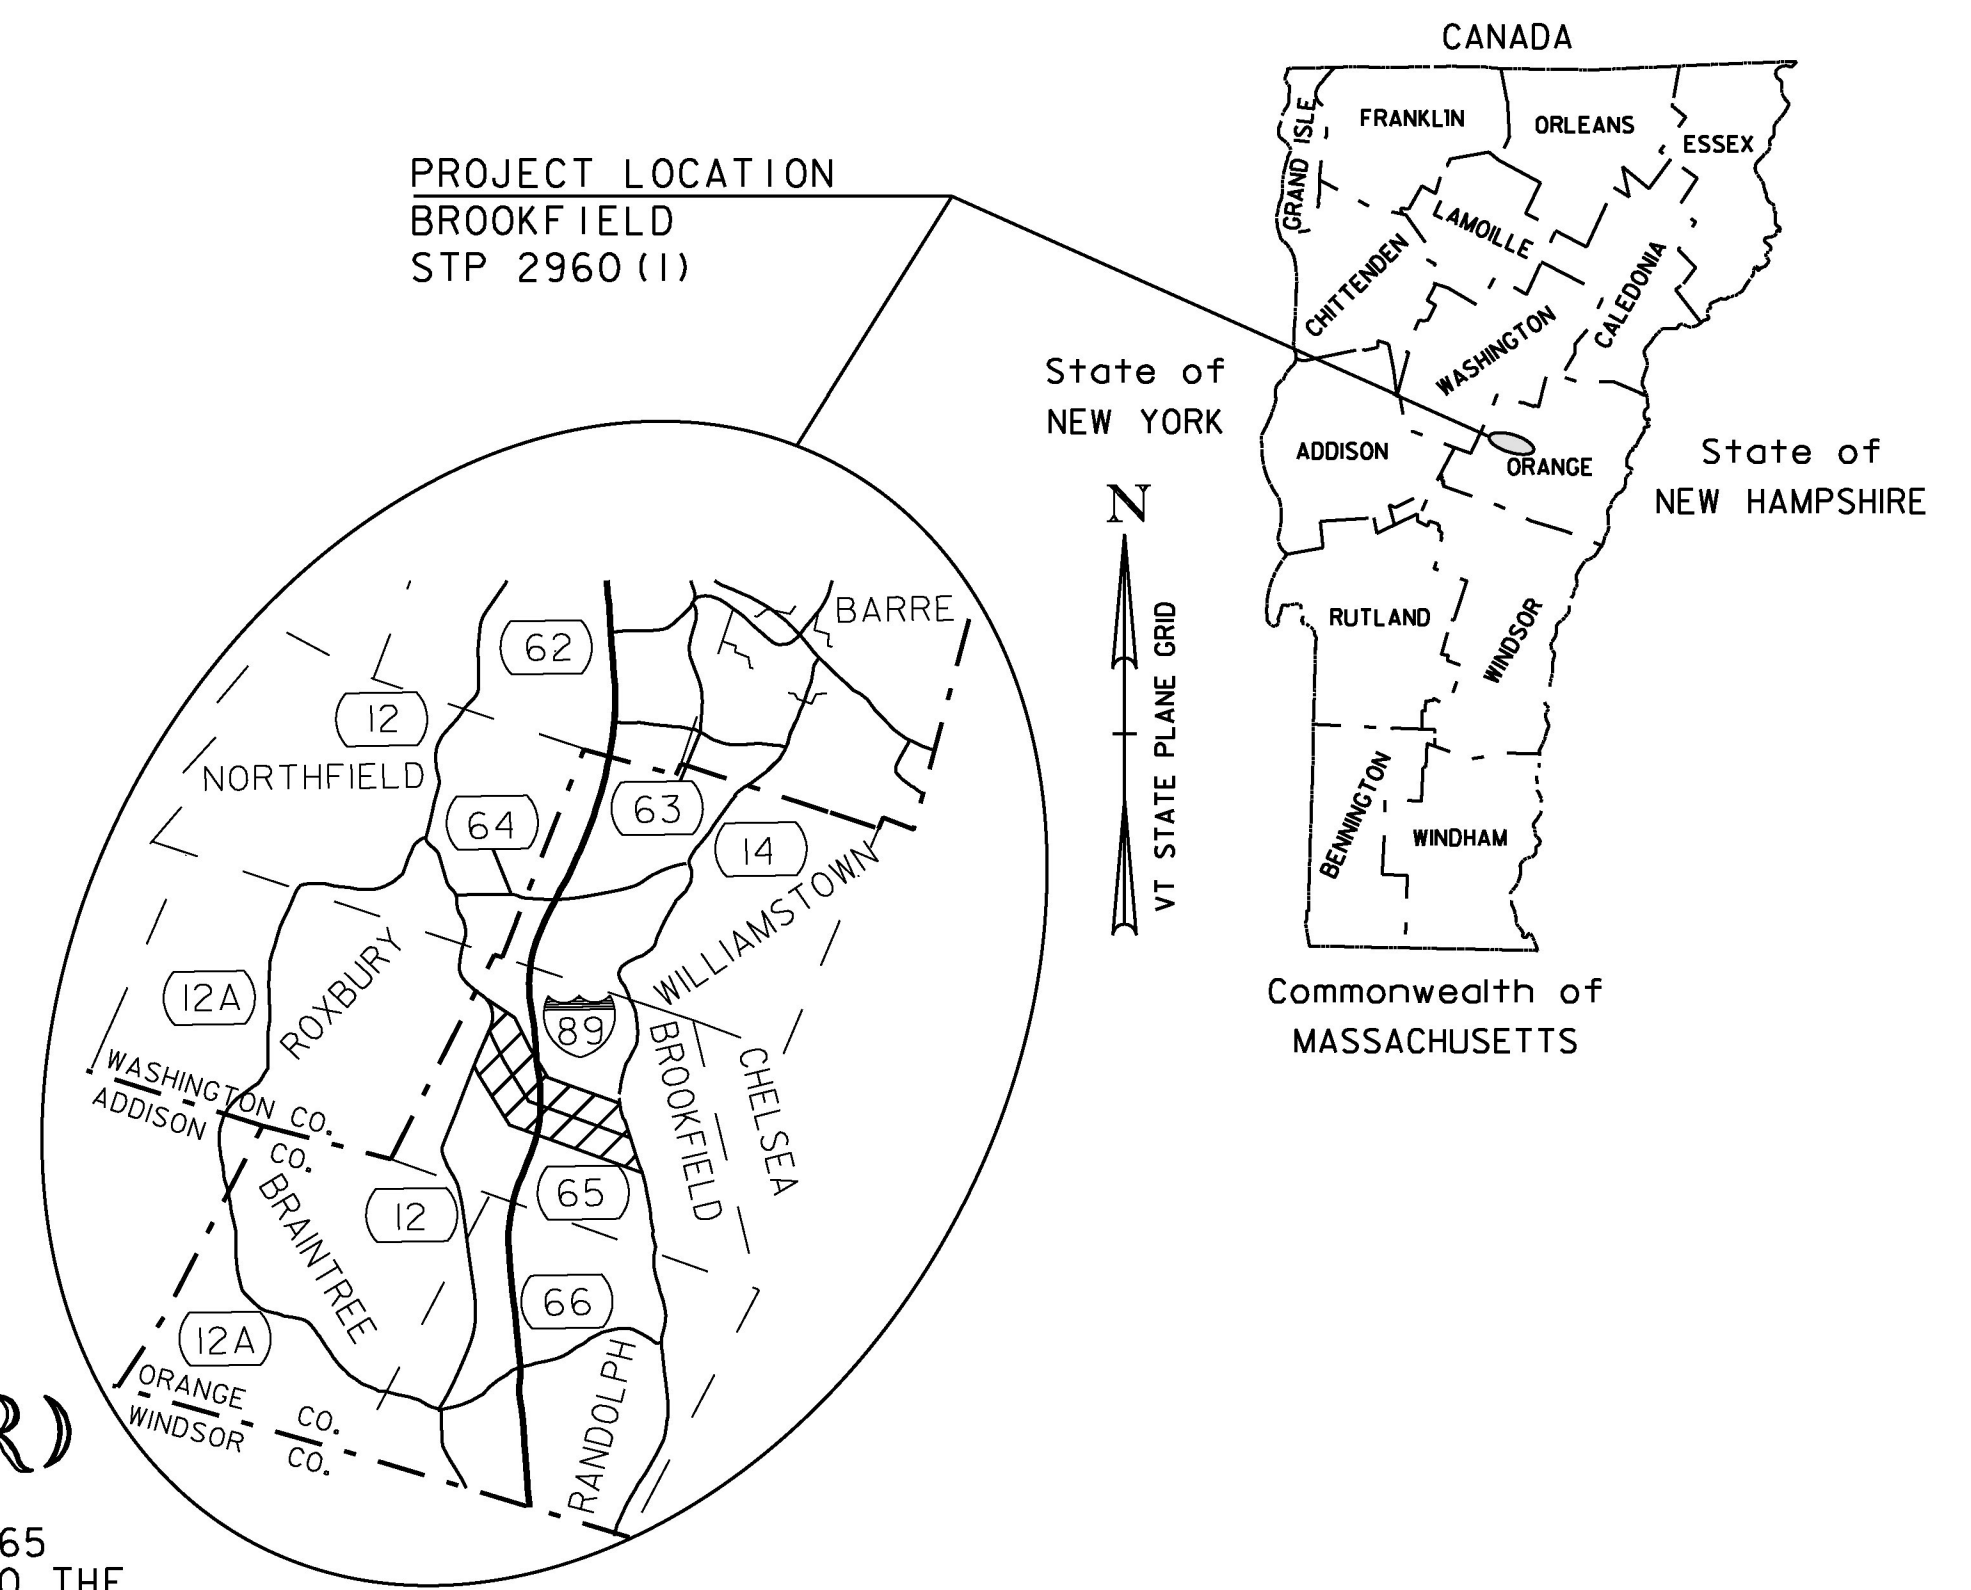 CANADA
GRAND ISLE
FRANKLIN
ORLEANS
ESSEX
PROJECT LOCATION
BROOKFIELD
STP 2960(1)
LAMOILLE
CHITTENDEN
CALEDONIA
WASHINGTON
State of
NEW YORK
ADDISON
ORANGE
State of
NEW HAMPSHIRE
N
VT STATE PLANE GRID
RUTLAND
WINDSOR
BENNINGTON
WINDHAM
Commonwealth of
MASSACHUSETTS
BARRE
62
12
NORTHFIELD
64
63
14
WILLIAMSTOWN
ROXBURY
12A
89
BROOKFIELD
CHELSEA
WASHINGTON CO.
ADDISON CO.
65
12
BRAINTREE
66
12A
RANDOLPH
ORANGE CO.
WINDSOR CO.
R)
65
O THE